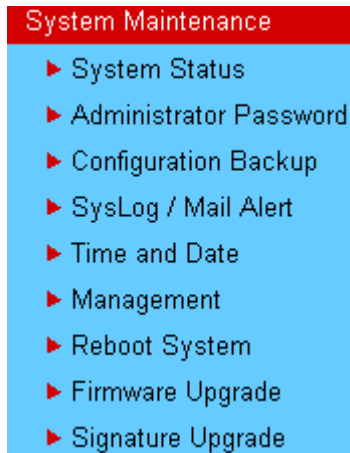 System Maintenance
System Status
Administrator Password
Configuration Backup
SysLog / Mail Alert
Time and Date
Management
Reboot System
Firmware Upgrade
Signature Upgrade